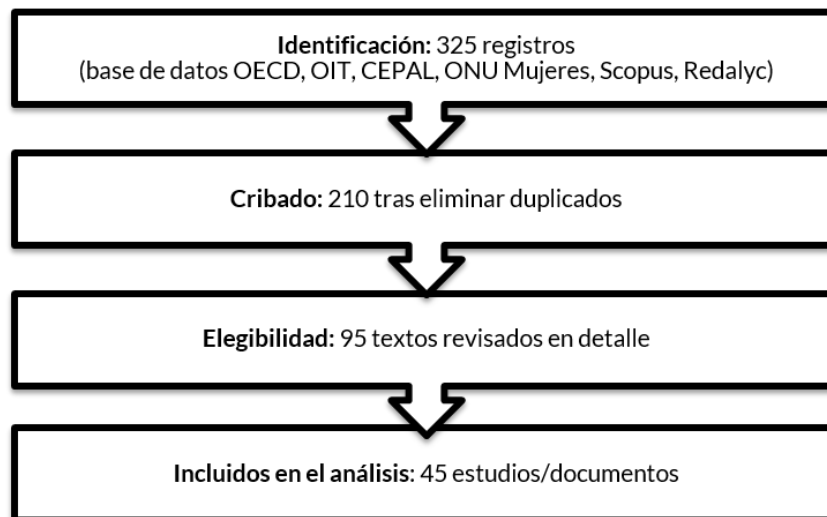 Identificación: 325 registros
(base de datos OECD, OIT, CEPAL, ONU Mujeres, Scopus, Redalyc)
Cribado: 210 tras eliminar duplicados
Elegibilidad: 95 textos revisados en detalle
Incluidos en el análisis: 45 estudios/documentos